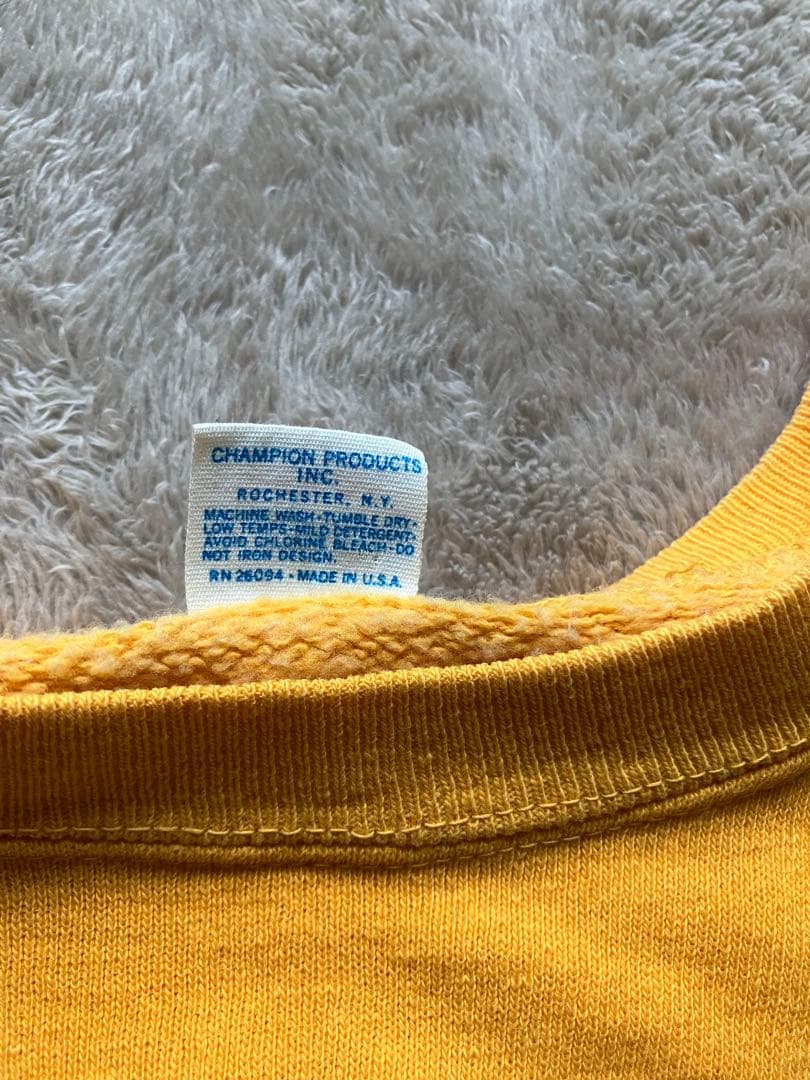 CHAMPION PRODUCTS
INC.
ROCHESTER, N.Y.
MACHINE WASH-TUMBLE DRY-
LOW TEMPS-MILD DETERGENT-
AVOID CHLORINE BLEACH-DO
NOT IRON DESIGN.
RN 26094 • MADE IN U.S.A.